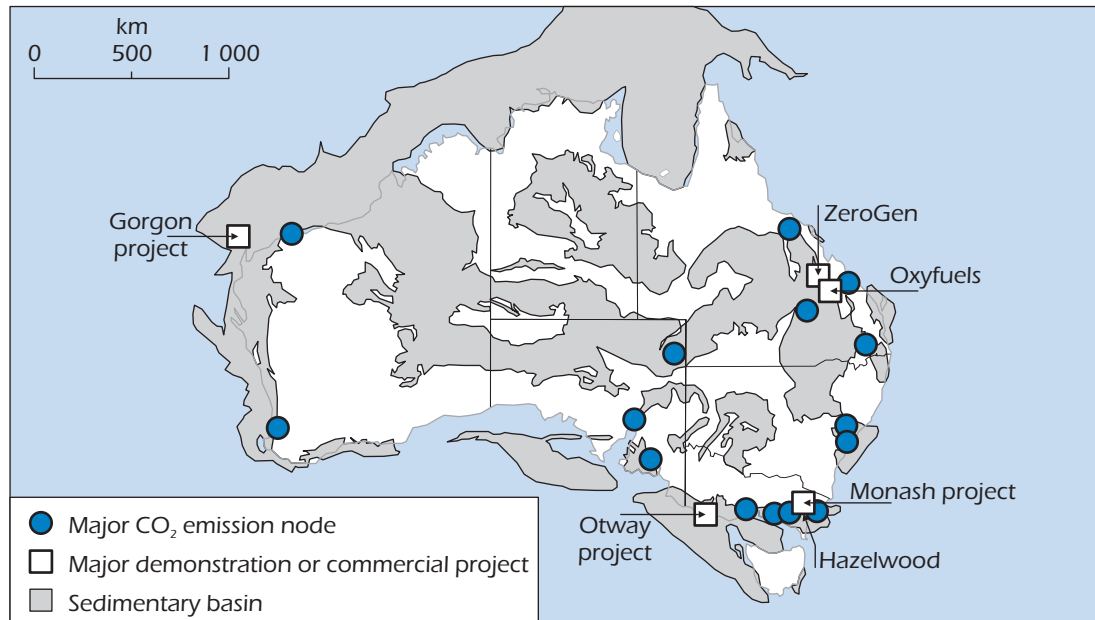 km
0 500 1 000
Gorgon
project
ZeroGen
Oxyfuels
Monash project
Otway
project
Hazelwood
Major CO₂ emission node
Major demonstration or commercial project
Sedimentary basin